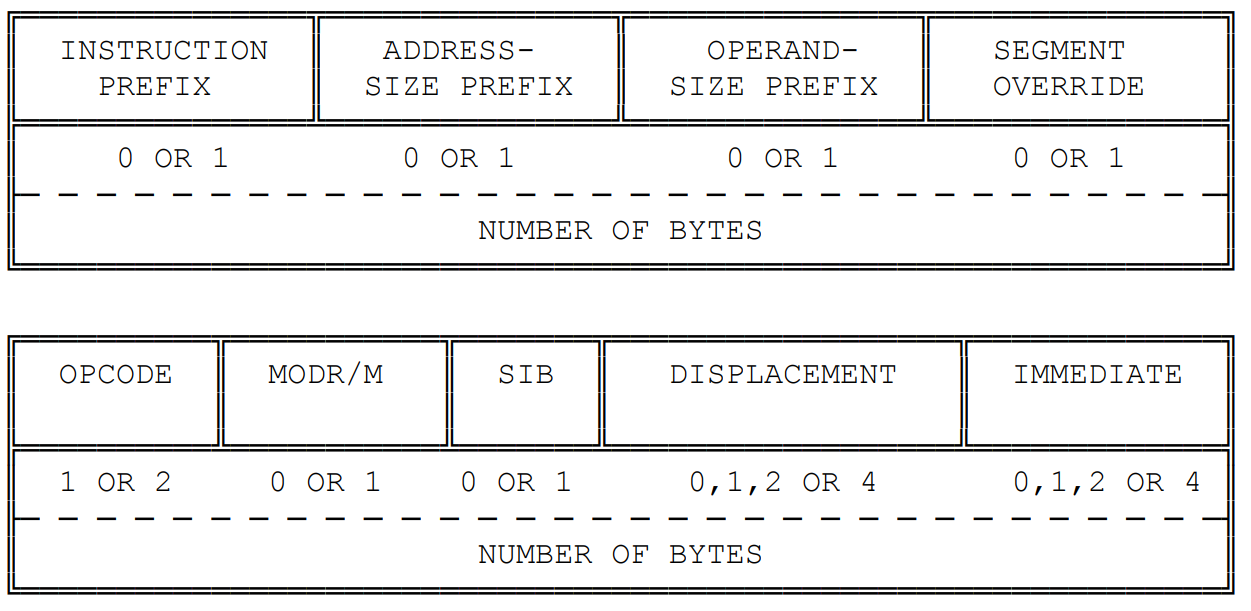 INSTRUCTION ADDRESS- OPERAND- SEGMENT
PREFIX SIZE PREFIX SIZE PREFIX OVERRIDE
0 OR 1 0 OR 1 0 OR 1 0 OR 1
NUMBER OF BYTES
OPCODE MODR/M SIB DISPLACEMENT IMMEDIATE
1 OR 2 0 OR 1 0 OR 1 0,1,2 OR 4 0,1,2 OR 4
NUMBER OF BYTES